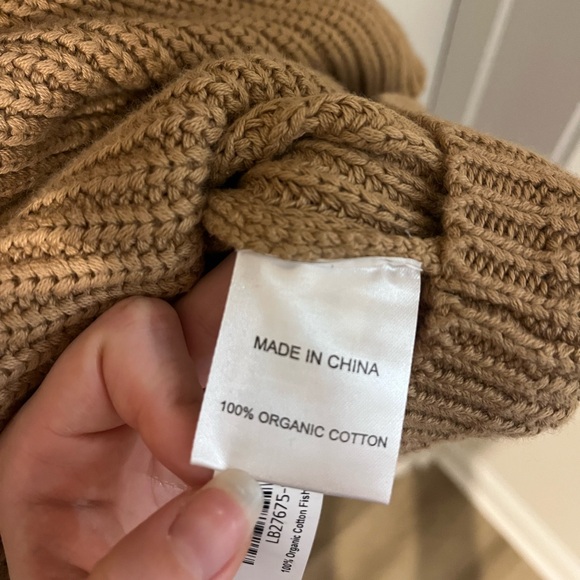 MADE IN CHINA
100% ORGANIC COTTON
LB27675-
100% Organic Cotton Fish